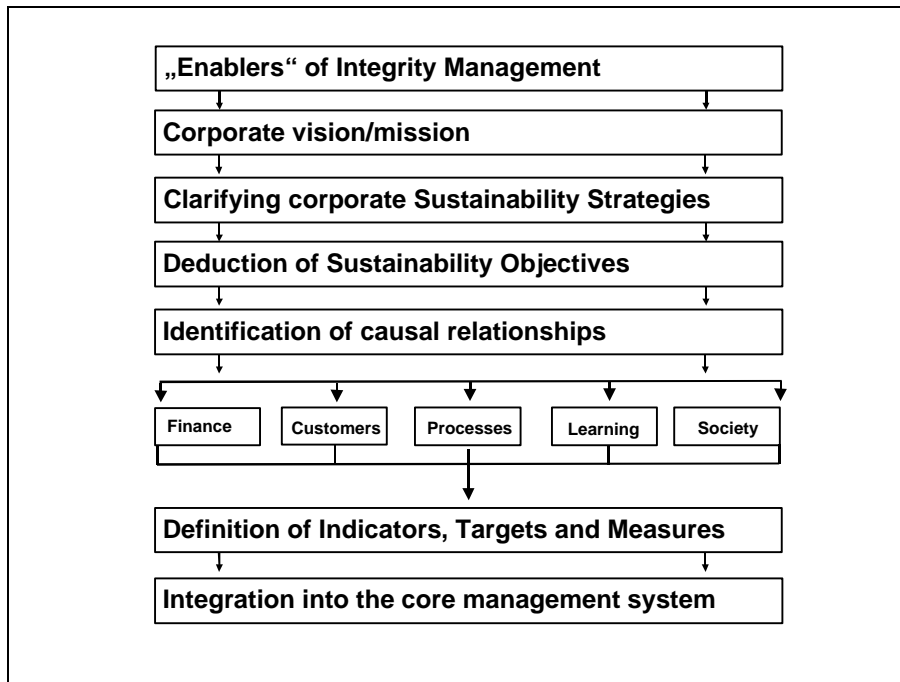 „Enablers“ of Integrity Management
Corporate vision/mission
Clarifying corporate Sustainability Strategies
Deduction of Sustainability Objectives
Identification of causal relationships
Finance Customers Processes Learning Society
Definition of Indicators, Targets and Measures
Integration into the core management system